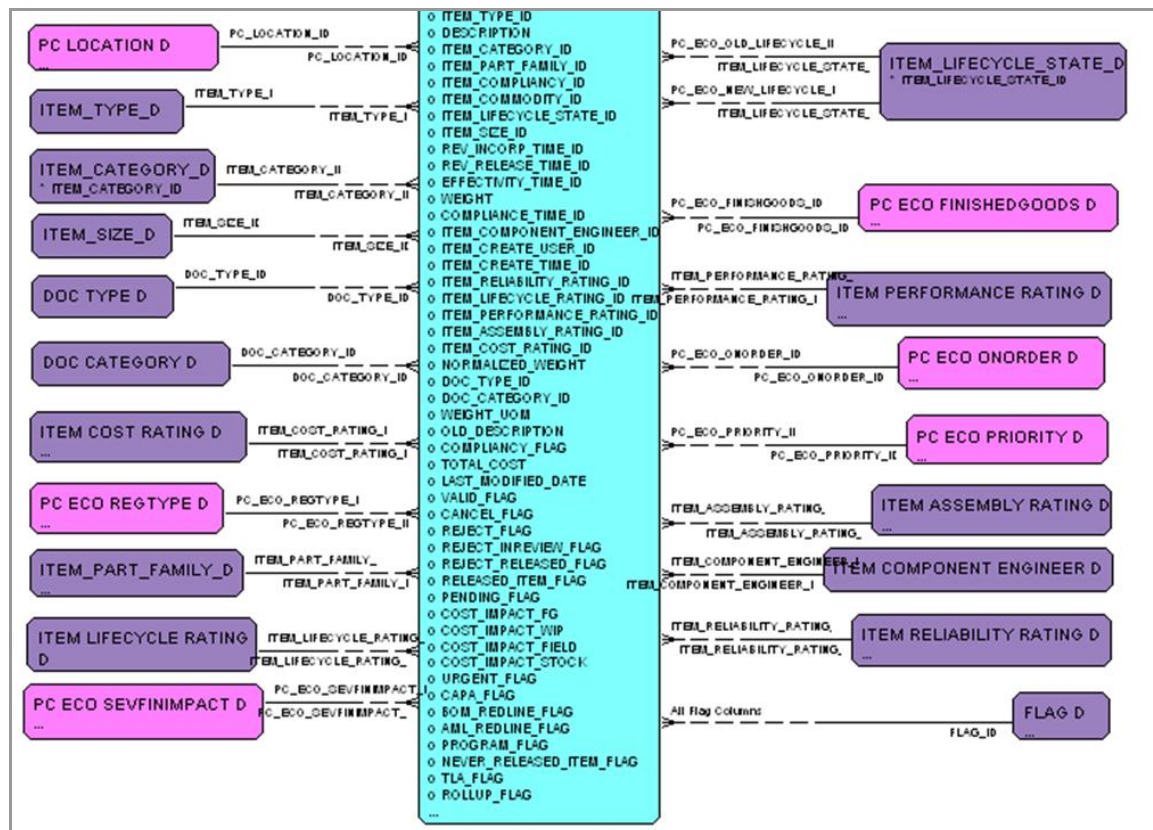 PC LOCATION D
...
PC_LOCATION_ID
PC_LOCATION_ID
ITEM_TYPE_D
ITEM_TYPE_I
ITEM_TYPE_I
ITEM_CATEGORY_D
* ITEM_CATEGORY_ID
ITEM_CATEGORY_II
ITEM_CATEGORY_II
ITEM_SIZE_D
ITEM_SIZE_IC
ITEM_SIZE_IC
DOC TYPE D
DOC_TYPE_ID
DOC_TYPE_ID
DOC CATEGORY D
DOC_CATEGORY_ID
DOC_CATEGORY_ID
ITEM COST RATING D
...
ITEM_COST_RATING_I
ITEM_COST_RATING_I
PC ECO REGTYPE D
...
PC_ECO_REGTYPE_I
PC_ECO_REGTYPE_II
ITEM_PART_FAMILY_D
ITEM_PART_FAMILY_
ITEM_PART_FAMILY_I
ITEM LIFECYCLE RATING
D
ITEM_LIFECYCLE_RATING
ITEM_LIFECYCLE_RATING_
PC ECO SEVFINIMPACT D
...
PC_ECO_SEVFINIMPACT_I
PC_ECO_SEVFINIMPACT_
o ITEM_TYPE_ID
o DESCRIPTION
o ITEM_CATEGORY_ID
o ITEM_PART_FAMILY_ID
o ITEM_COMPLIANCY_ID
o ITEM_COMMODITY_ID
o ITEM_LIFECYCLE_STATE_ID
o ITEM_SIZE_ID
o REV_INCORP_TIME_ID
o REV_RELEASE_TIME_ID
o EFFECTIVITY_TIME_ID
o WEIGHT
o COMPLIANCE_TIME_ID
o ITEM_COMPONENT_ENGINEER_ID
o ITEM_CREATE_USER_ID
o ITEM_CREATE_TIME_ID
o ITEM_RELIABILITY_RATING_ID
o ITEM_LIFECYCLE_RATING_ID
o ITEM_PERFORMANCE_RATING_ID
o ITEM_ASSEMBLY_RATING_ID
o ITEM_COST_RATING_ID
o NORMALIZED_WEIGHT
o DOC_TYPE_ID
o DOC_CATEGORY_ID
o WEIGHT_UOM
o OLD_DESCRIPTION
o COMPLIANCY_FLAG
o TOTAL_COST
o LAST_MODIFIED_DATE
o VALID_FLAG
o CANCEL_FLAG
o REJECT_FLAG
o REJECT_INREVIEW_FLAG
o REJECT_RELEASED_FLAG
o RELEASED_ITEM_FLAG
o PENDING_FLAG
o COST_IMPACT_FG
o COST_IMPACT_WIP
o COST_IMPACT_FIELD
o COST_IMPACT_STOCK
o URGENT_FLAG
o CAPA_FLAG
o BOM_REDLINE_FLAG
o AML_REDLINE_FLAG
o PROGRAM_FLAG
o NEVER_RELEASED_ITEM_FLAG
o TLA_FLAG
o ROLLUP_FLAG
...
PC_ECO_OLD_LIFECYCLE_II
ITEM_LIFECYCLE_STATE_
PC_ECO_NEW_LIFECYCLE_I
ITEM_LIFECYCLE_STATE_
ITEM_LIFECYCLE_STATE_D
* ITEM_LIFECYCLE_STATE_ID
PC_ECO_FINISHGOODS_ID
PC_ECO_FINISHGOODS_ID
PC ECO FINISHEDGOODS D
...
ITEM_PERFORMANCE_RATING_
ITEM_PERFORMANCE_RATING_I
ITEM PERFORMANCE RATING D
...
PC_ECO_ONORDER_ID
PC_ECO_ONORDER_ID
PC ECO ONORDER D
...
PC_ECO_PRIORITY_II
PC_ECO_PRIORITY_IC
PC ECO PRIORITY D
...
ITEM_ASSEMBLY_RATING_
ITEM_ASSEMBLY_RATING_I
ITEM ASSEMBLY RATING D
...
ITEM_COMPONENT_ENGINEER_I
ITEM_COMPONENT_ENGINEER_I
ITEM COMPONENT ENGINEER D
ITEM_RELIABILITY_RATING_
ITEM_RELIABILITY_RATING_
ITEM RELIABILITY RATING D
...
All Flag Columns
FLAG_ID
FLAG D
...